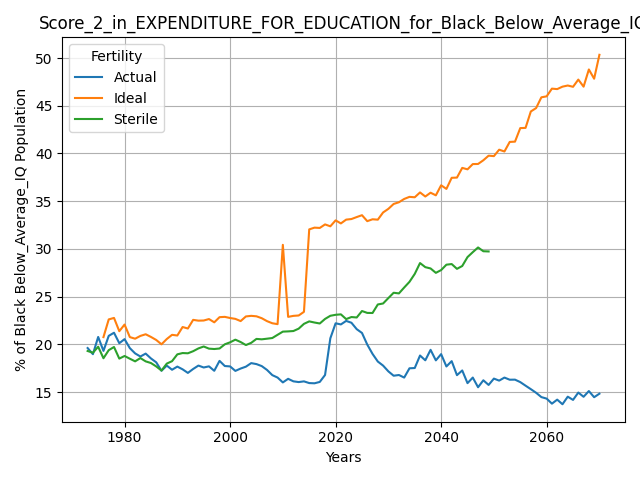 Score_2_in_EXPENDITURE_FOR_EDUCATION_for_Black_Below_Average_IQ
Fertility
Actual
Ideal
Sterile
% of Black Below_Average_IQ Population
50
45
40
35
30
25
20
15
1980
2000
2020
2040
2060
Years